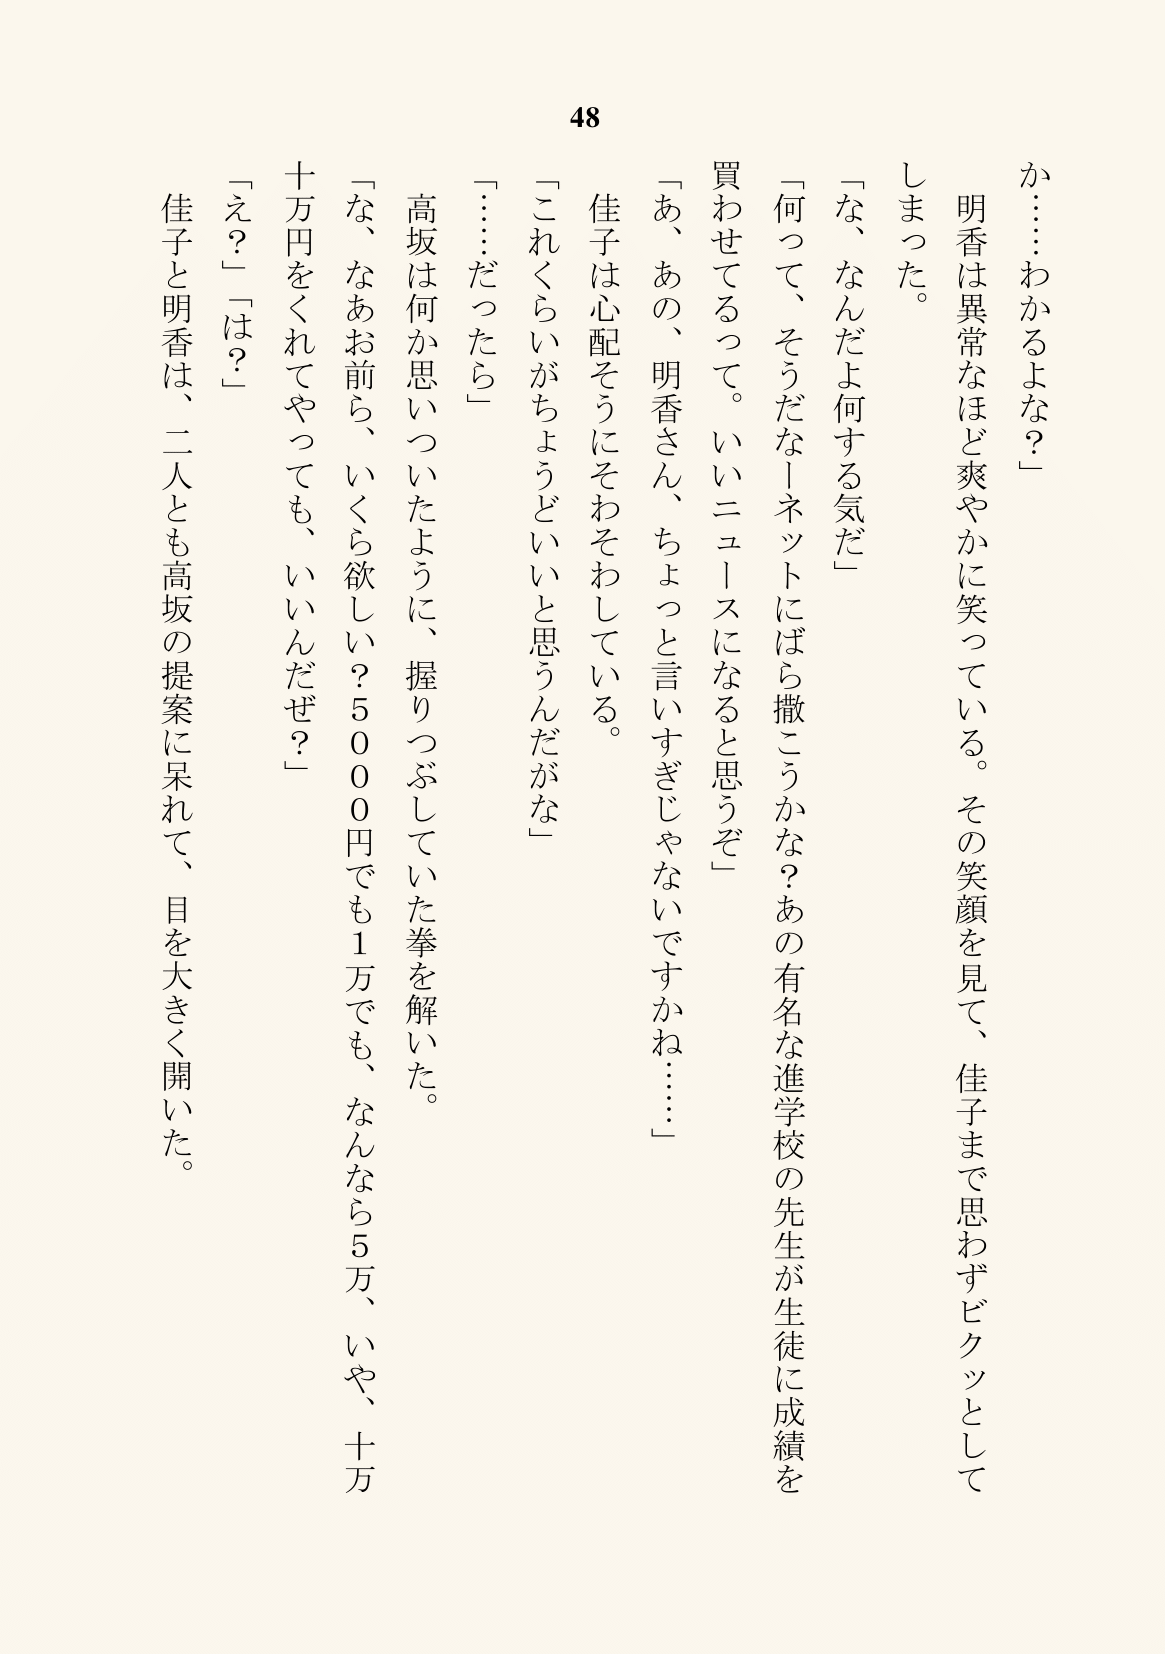 48
か……わかるよな？」
　明香は異常なほど爽やかに笑っている。その笑顔を見て、佳子まで思わずビクッとして
しまった。
「な、なんだよ何する気だ」
「何って、そうだなーネットにばら撒こうかな？あの有名な進学校の先生が生徒に成績を
買わせてるって。いいニュースになると思うぞ」
「あ、あの、明香さん、ちょっと言いすぎじゃないですかね……」
　佳子は心配そうにそわそわしている。
「これくらいがちょうどいいと思うんだがな」
「……だったら」
　高坂は何か思いついたように、握りつぶしていた拳を解いた。
「な、なあお前ら、いくら欲しい？５０００円でも１万でも、なんなら５万、いや、十万
十万円をくれてやっても、いいんだぜ？」
「え？」「は？」
　佳子と明香は、二人とも高坂の提案に呆れて、目を大きく開いた。